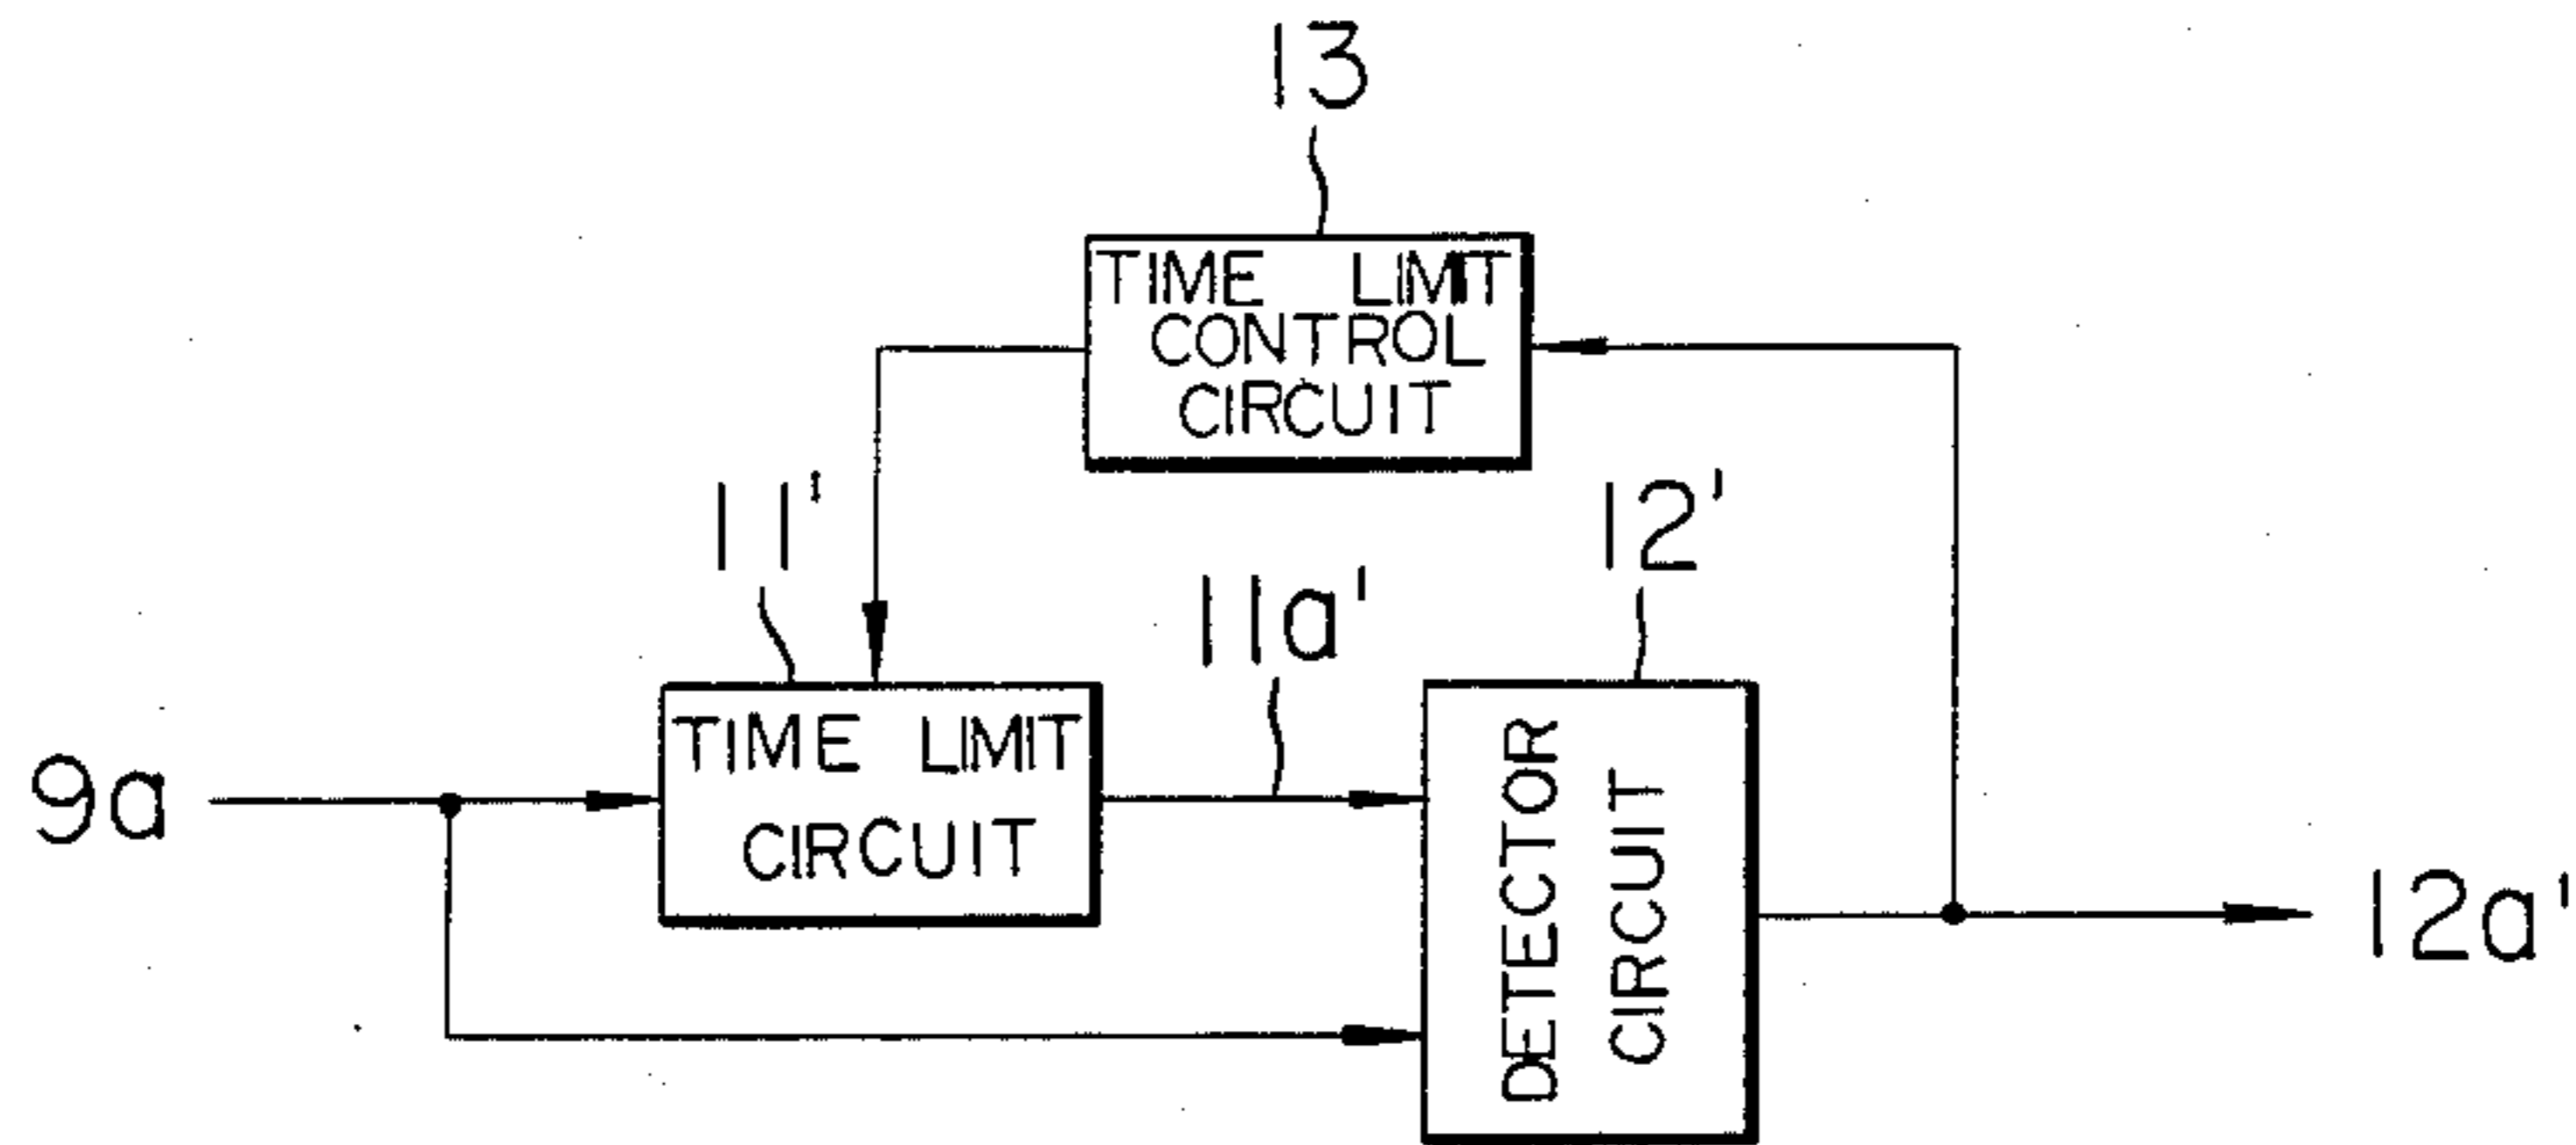 13
TIME LIMIT
CONTROL
CIRCUIT
11'
11a'
12'
9a
TIME LIMIT
CIRCUIT
DETECTOR
CIRCUIT
12a'